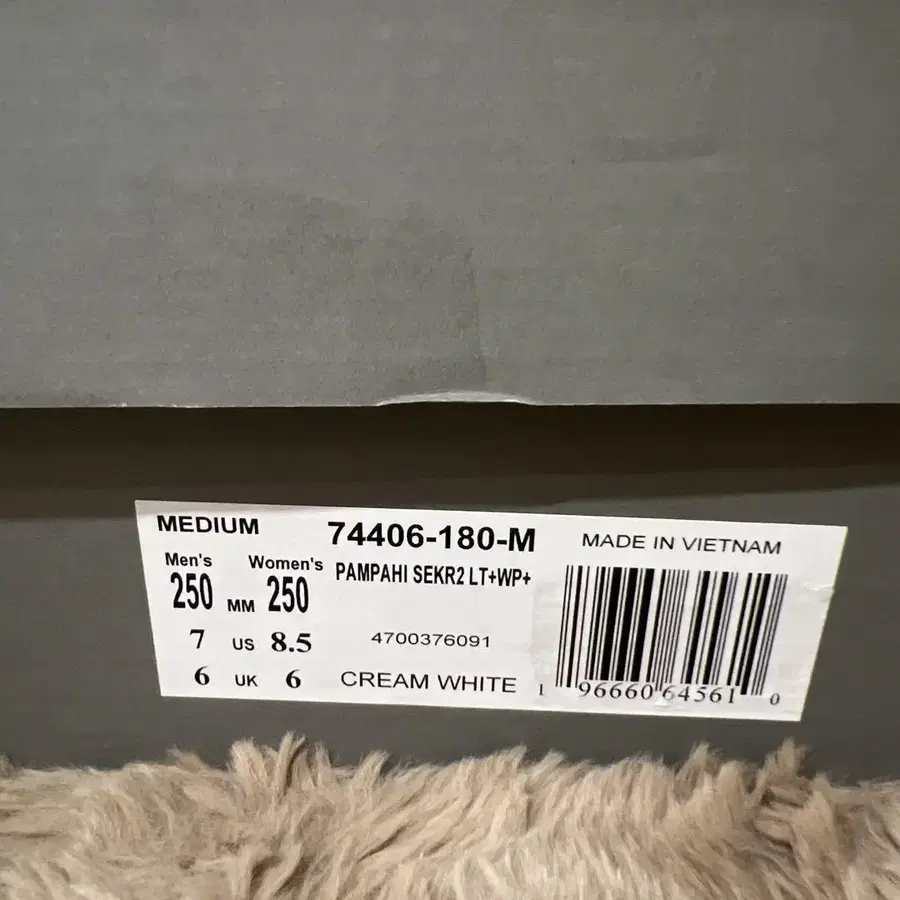 MEDIUM
74406-180-M
MADE IN VIETNAM
Men's Women's
250 MM 250
PAMPAHI SEKR2 LT+WP+
7 US 8.5
4700376091
6 UK 6
CREAM WHITE
1 96660 64561 0